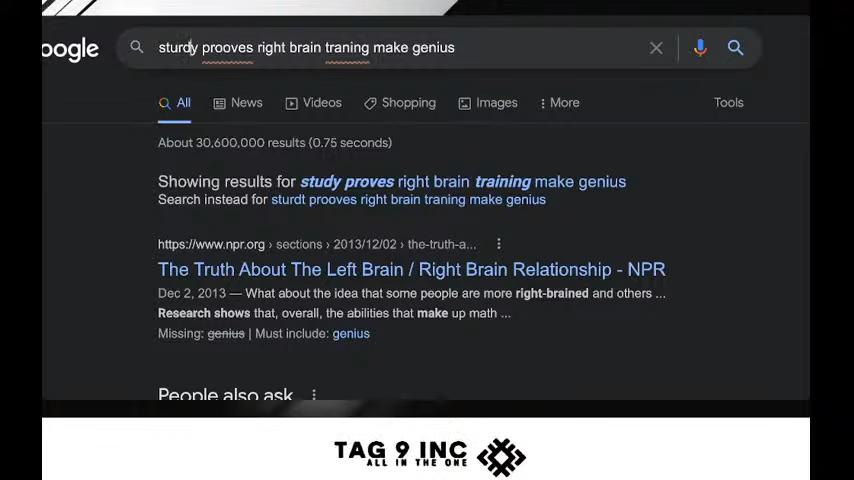 oogle
sturdy prooves right brain traning make genius
All News Videos Shopping Images More Tools
About 30,600,000 results (0.75 seconds)
Showing results for study proves right brain training make genius
Search instead for sturdt prooves right brain traning make genius
https://www.npr.org › sections › 2013/12/02 › the-truth-a...
The Truth About The Left Brain / Right Brain Relationship - NPR
Dec 2, 2013 — What about the idea that some people are more right-brained and others ...
Research shows that, overall, the abilities that make up math ...
Missing: genius | Must include: genius
People also ask
TAG 9 INC
ALL IN THE ONE